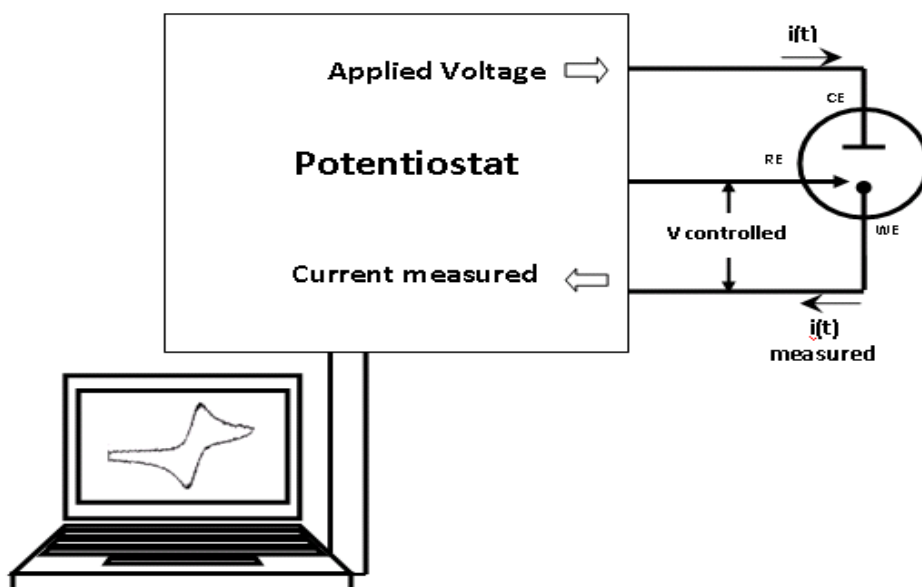 i(t)
Applied Voltage
CE
Potentiostat
RE
V controlled
WE
Current measured
i(t)
measured